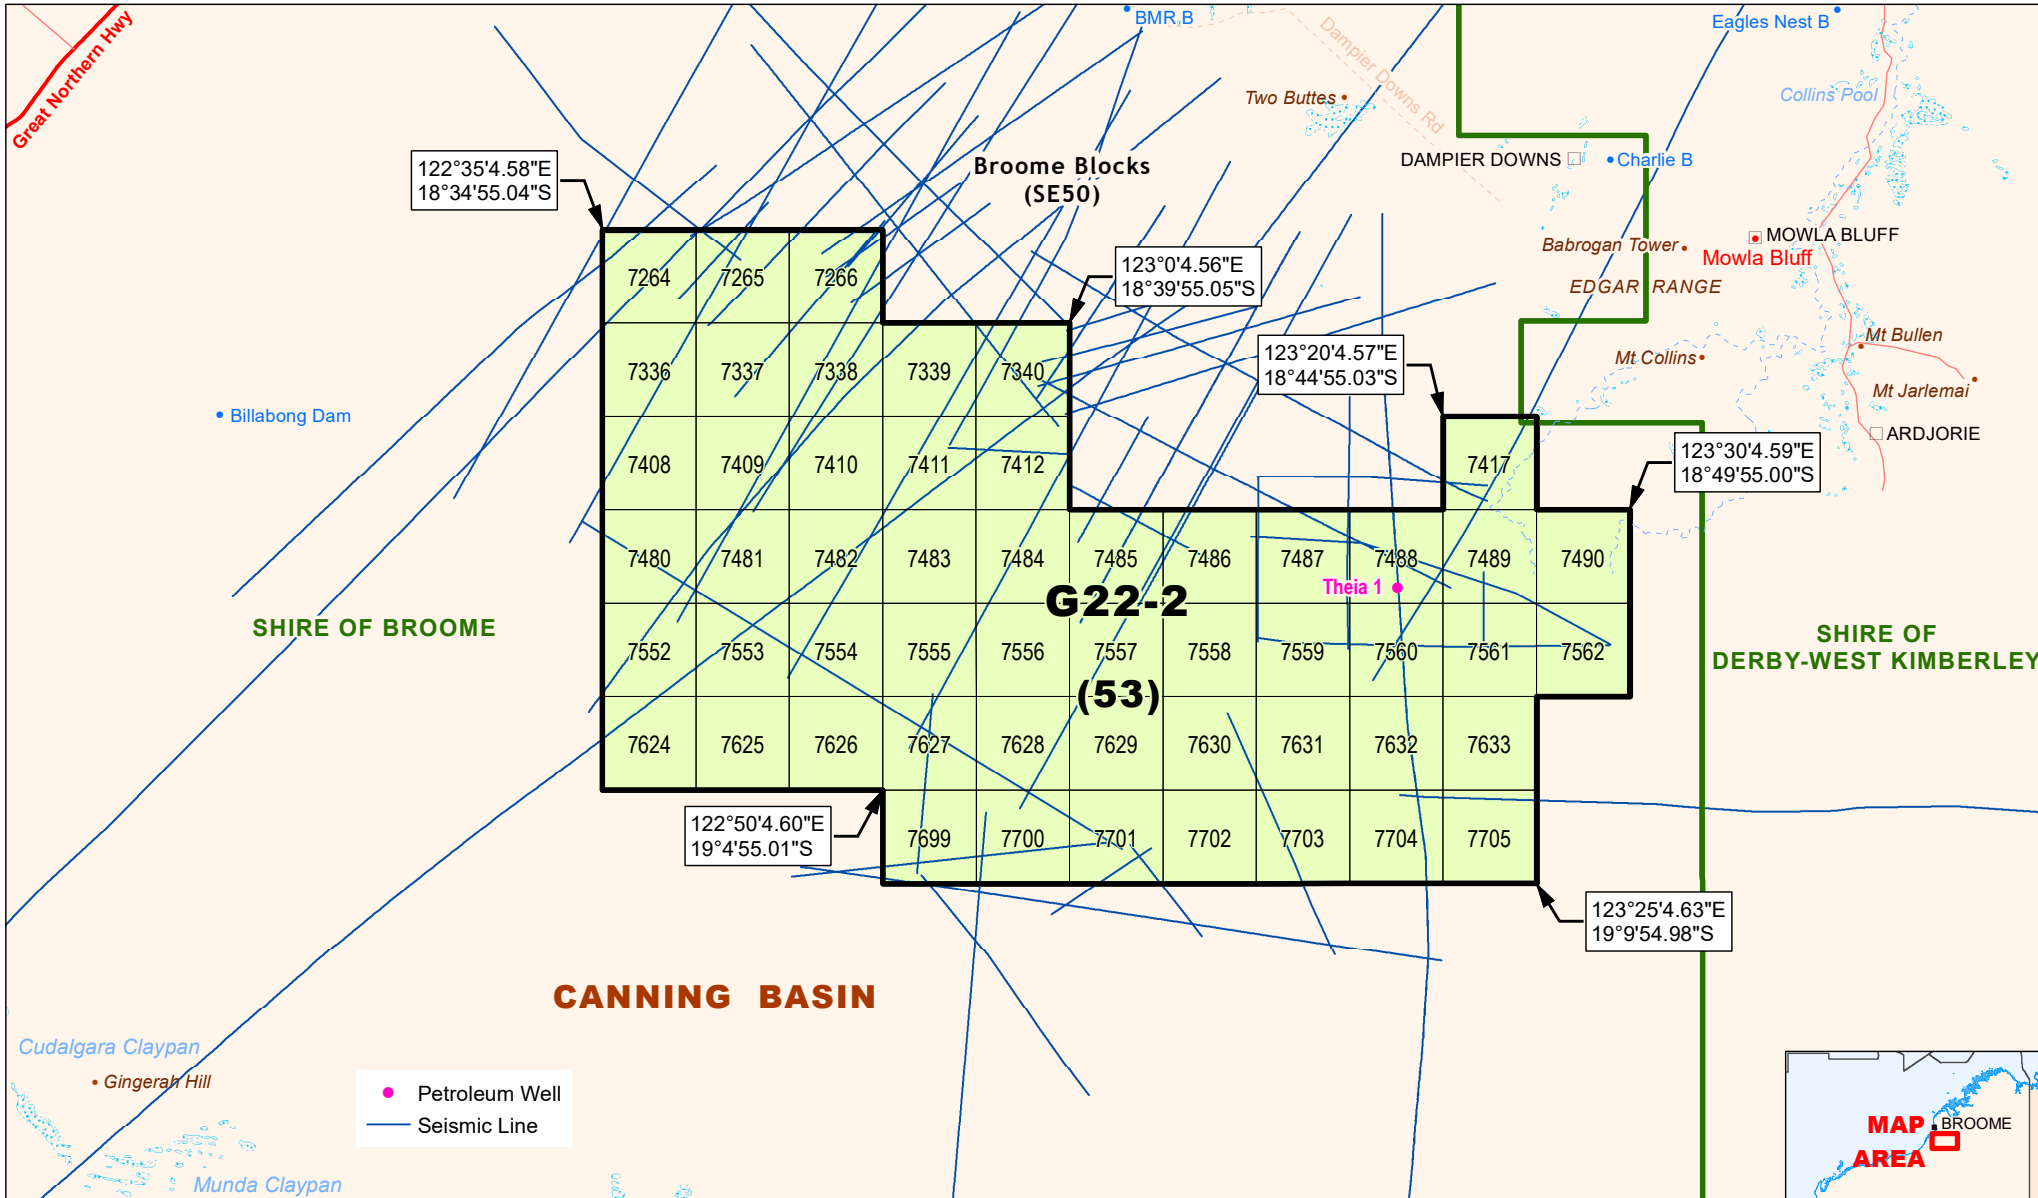 Great Northern Hwy
BMR B
Dampier Downs Rd
Eagles Nest B
Collins Pool
Two Buttes
DAMPIER DOWNS
Charlie B
Broome Blocks
(SE50)
122°35'4.58"E
18°34'55.04"S
MOWLA BLUFF
Mowla Bluff
Babrogan Tower
EDGAR RANGE
123°0'4.56"E
18°39'55.05"S
7264
7265
7266
Mt Bullen
Mt Collins
Mt Jarlemai
123°20'4.57"E
18°44'55.03"S
7336
7337
7338
7339
7340
Billabong Dam
ARDJORIE
123°30'4.59"E
18°49'55.00"S
7408
7409
7410
7411
7412
7417
7480
7481
7482
7483
7484
7485
7486
7487
7488
7489
7490
Theia 1
G22-2
SHIRE OF BROOME
SHIRE OF
DERBY-WEST KIMBERLEY
7552
7553
7554
7555
7556
7557
7558
7559
7560
7561
7562
(53)
7624
7625
7626
7627
7628
7629
7630
7631
7632
7633
122°50'4.60"E
19°4'55.01"S
7699
7700
7701
7702
7703
7704
7705
123°25'4.63"E
19°9'54.98"S
CANNING BASIN
Cudalgara Claypan
Gingerah Hill
Petroleum Well
Seismic Line
Munda Claypan
BROOME
MAP
AREA